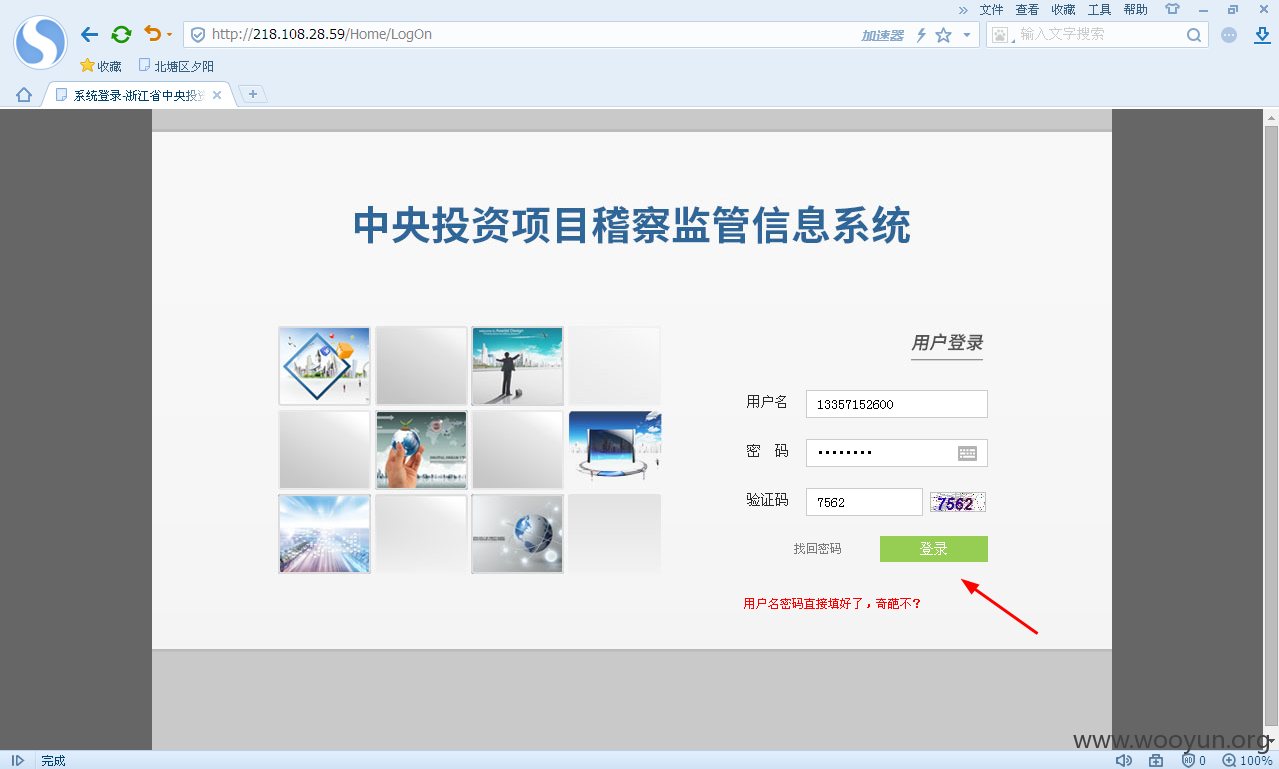 » 文件 查看 收藏 工具 帮助
http://218.108.28.59/Home/LogOn
加速器
输入文字搜索
收藏 北塘区夕阳
系统登录-浙江省中央投
中央投资项目稽察监管信息系统
用户登录
用户名 13357152600
密 码 ••••••••
验证码 7562 7562
找回密码 登录
用户名密码直接填好了，奇葩不？
www.wooyun.org
完成 0 100%